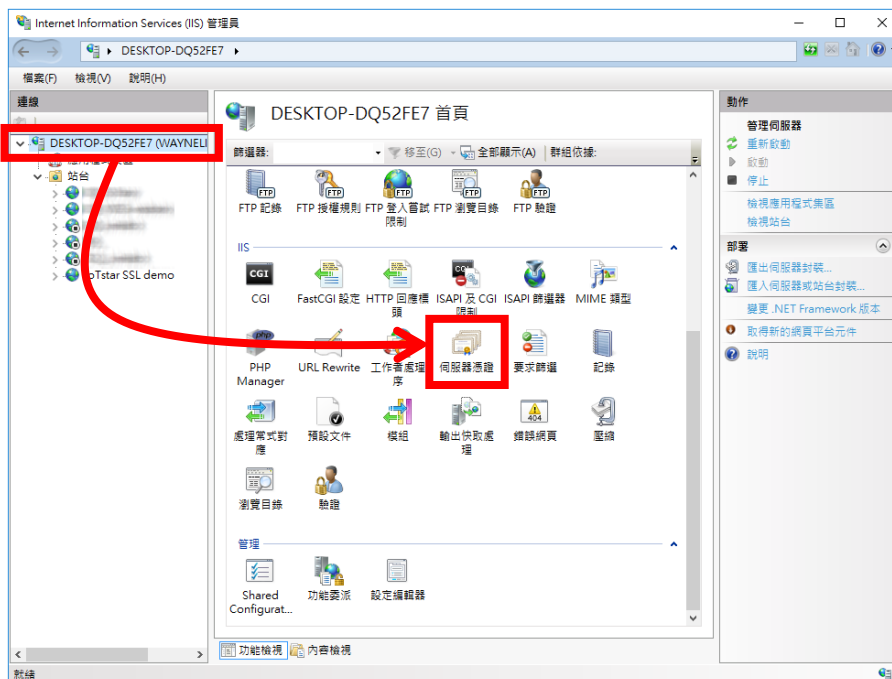 Internet Information Services (IIS) 管理員
DESKTOP-DQ52FE7
檔案(F) 檢視(V) 說明(H)
連線
DESKTOP-DQ52FE7 (WAYNELI
站台
IoTstar SSL demo
DESKTOP-DQ52FE7 首頁
篩選器: 移至(G) 全部顯示(A) 群組依據:
FTP 記錄 FTP 授權規則 FTP 登入嘗試限制 FTP 瀏覽目錄 FTP 驗證
IIS
CGI FastCGI 設定 HTTP 回應標頭 ISAPI 及 CGI 限制 ISAPI 篩選器 MIME 類型
PHP Manager URL Rewrite 工作者處理序 伺服器憑證 要求篩選 記錄
處理常式對應 預設文件 模組 輸出快取處理 錯誤網頁 壓縮
瀏覽目錄 驗證
管理
Shared Configurat... 功能委派 設定編輯器
功能檢視 內容檢視
動作
管理伺服器
重新啟動
啟動
停止
檢視應用程式集區
檢視站台
部署
匯出伺服器封裝...
匯入伺服器或站台封裝...
變更 .NET Framework 版本
取得新的網頁平台元件
說明
就緒